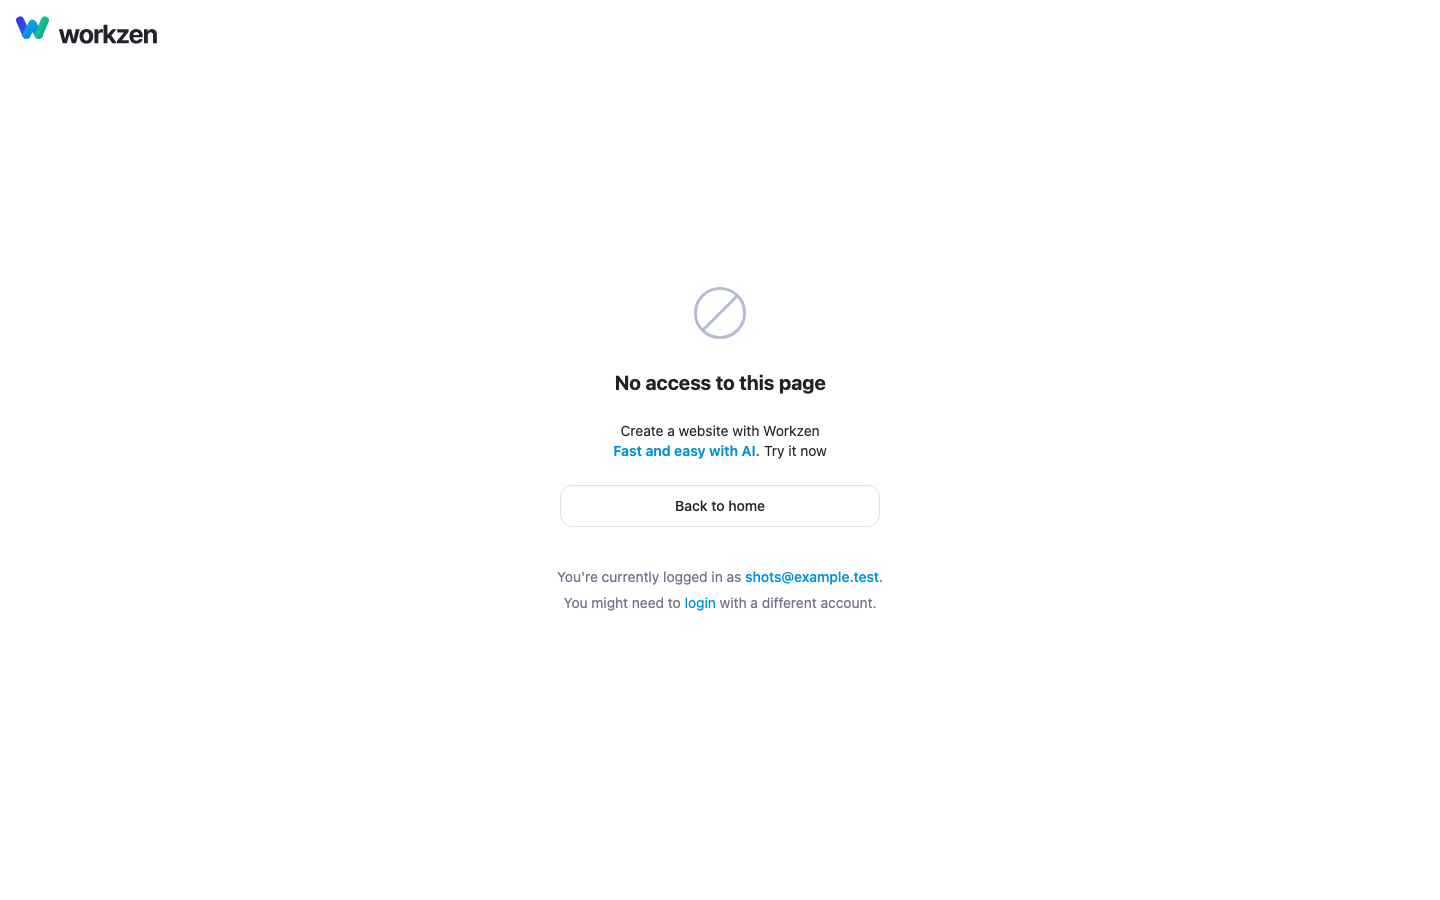 workzen
No access to this page
Create a website with Workzen
Fast and easy with AI. Try it now
Back to home
You're currently logged in as shots@example.test.
You might need to login with a different account.